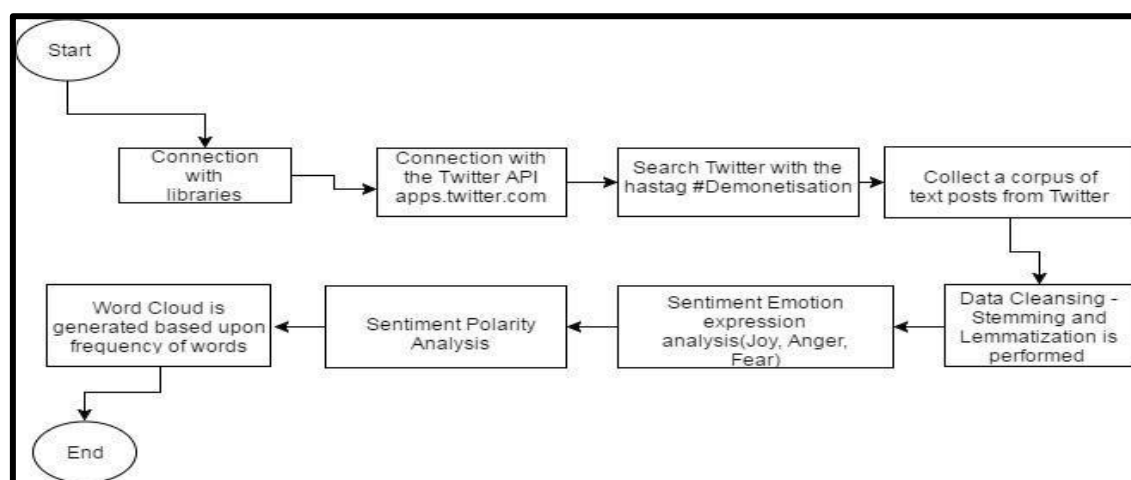 Start
Connection
with
libraries
Connection with
the Twitter API
apps.twitter.com
Search Twitter with the
hastag #Demonetisation
Collect a corpus of
text posts from Twitter
Data Cleansing -
Stemming and
Lemmatization is
performed
Sentiment Emotion
expression
analysis(Joy, Anger,
Fear)
Sentiment Polarity
Analysis
Word Cloud is
generated based upon
frequency of words
End